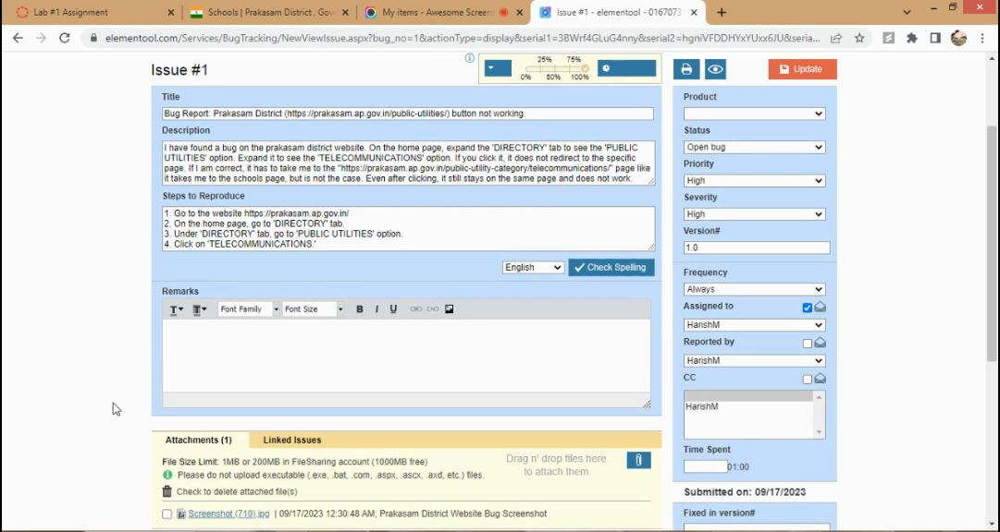 Lab #1 Assignment
Schools | Prakasam District , Gov
My items - Awesome Screen
Issue #1 - elementool - 0167073
elementool.com/Services/BugTracking/NewViewIssue.aspx?bug_no=1&actionType=display&serial1=3BWrf4GLuG4nny&serial2=hgniVFDDHYxYUxx6JU&seria...
Issue #1
25% 75%
0% 50% 100%
Update
Title
Bug Report: Prakasam District (https://prakasam.ap.gov.in/public-utilities/) button not working.
Description
I have found a bug on the prakasam district website. On the home page, expand the 'DIRECTORY' tab to see the 'PUBLIC
UTILITIES' option. Expand it to see the 'TELECOMMUNICATIONS' option. If you click it, it does not redirect to the specific
page. If I am correct, it has to take me to the "https://prakasam.ap.gov.in/public-utility-category/telecommunications/" page like
it takes me to the schools page, but is not the case. Even after clicking, it still stays on the same page and does not work.
Steps to Reproduce
1. Go to the website https://prakasam.ap.gov.in/
2. On the home page, go to 'DIRECTORY' tab.
3. Under 'DIRECTORY' tab, go to 'PUBLIC UTILITIES' option.
4. Click on 'TELECOMMUNICATIONS.'
English
Check Spelling
Remarks
T T Font Family Font Size B I U
Attachments (1) Linked Issues
File Size Limit: 1MB or 200MB in FileSharing account (1000MB free)
Please do not upload executable (.exe, .bat, .com, .aspx, .ascx, .axd, etc.) files.
Drag n' drop files here
to attach them
Check to delete attached file(s)
Screenshot (710).jpg | 09/17/2023 12:30:48 AM; Prakasam District Website Bug Screenshot
Product
Status
Open bug
Priority
High
Severity
High
Version#
1.0
Frequency
Always
Assigned to
HarishM
Reported by
HarishM
CC
HarishM
Time Spent
01:00
Submitted on: 09/17/2023
Fixed in version#